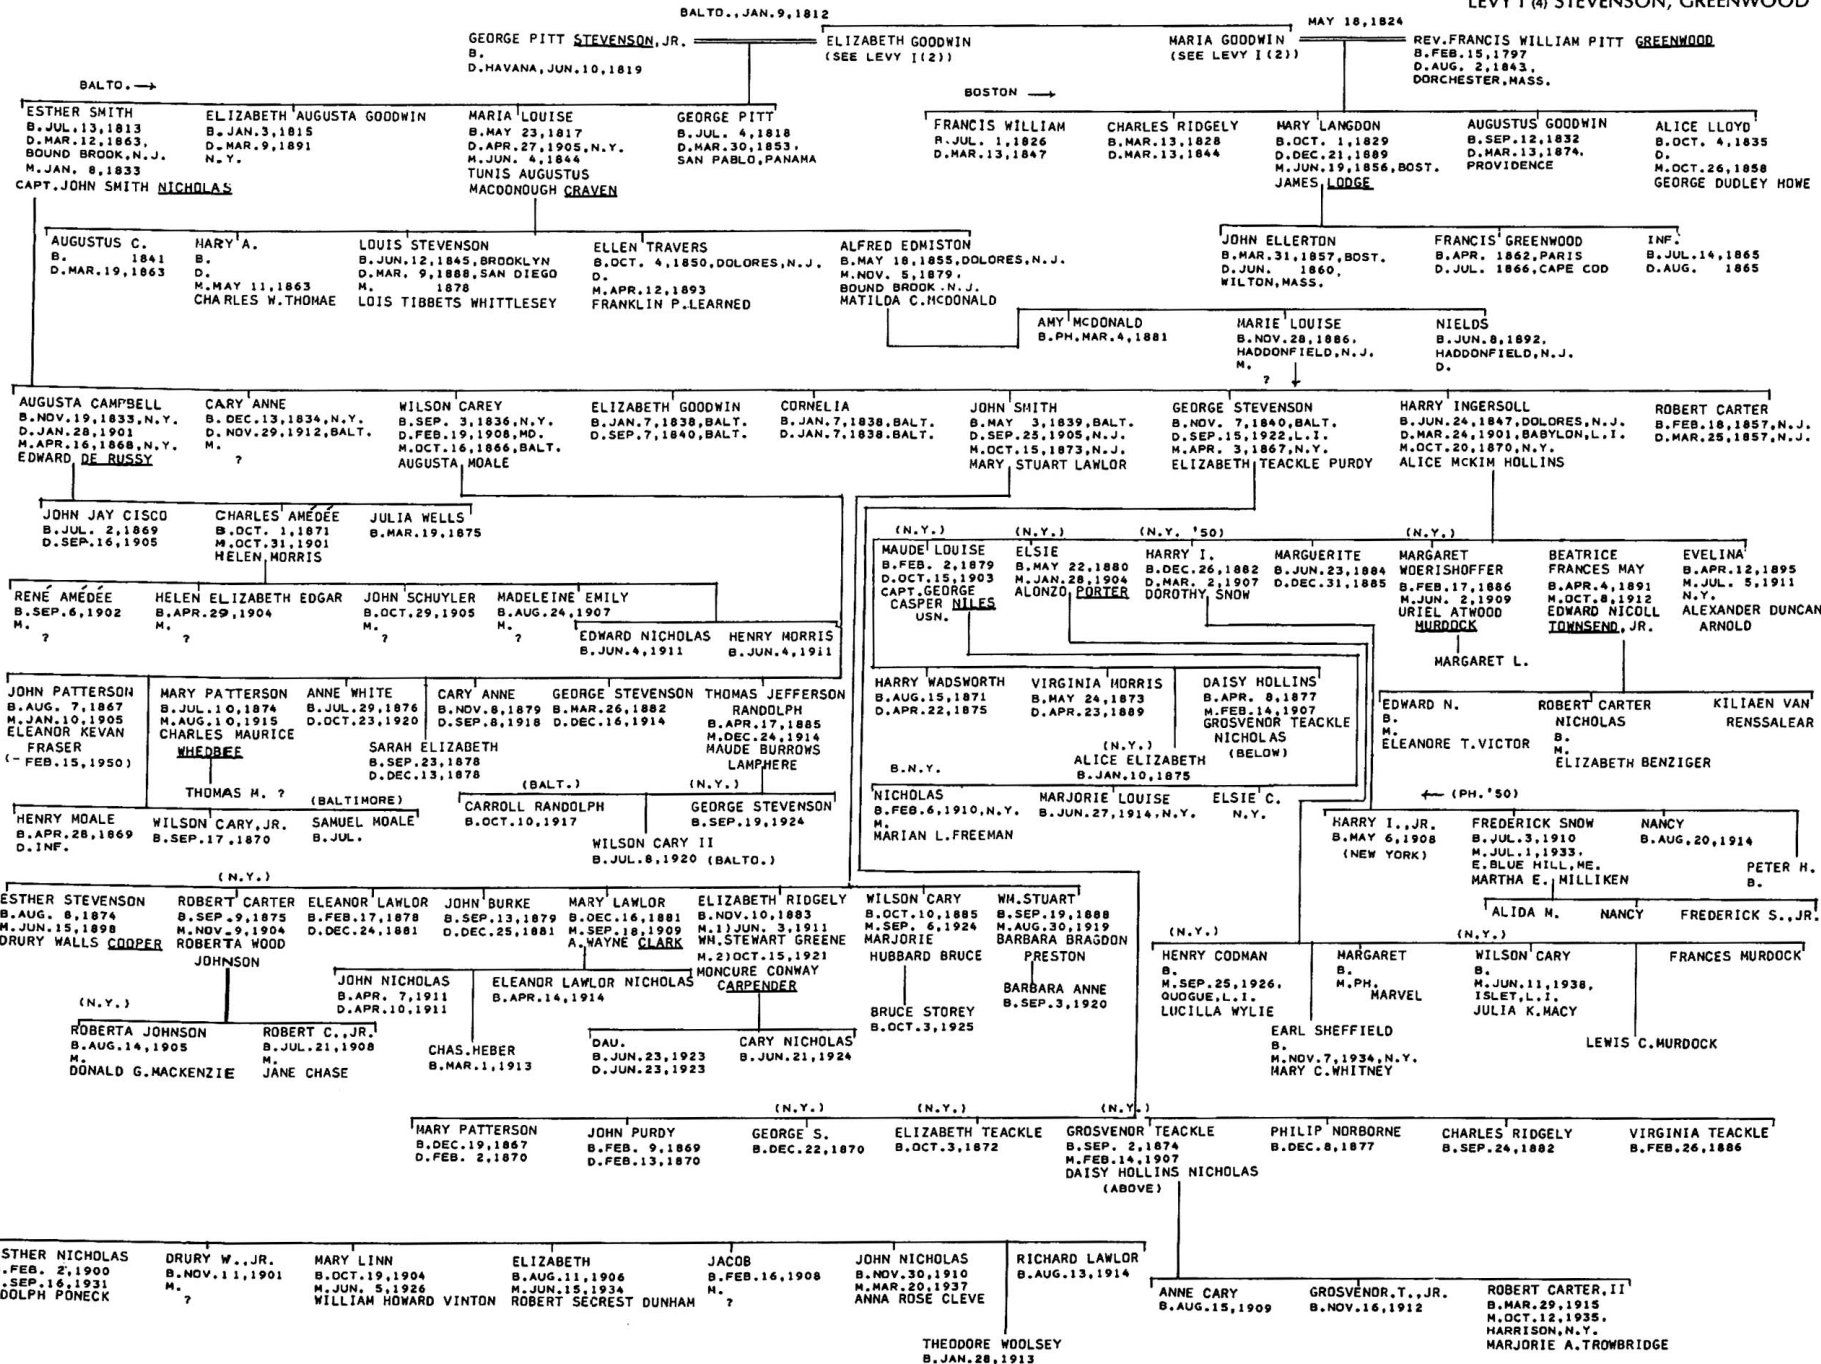 LEVY I (4) STEVENSON, GREENWOOD
BALTO., JAN.9,1812
MAY 18,1824
GEORGE PITT STEVENSON,JR.
B.
D.HAVANA,JUN.10,1819
ELIZABETH GOODWIN
(SEE LEVY I(2))
MARIA GOODWIN
(SEE LEVY I(2))
REV.FRANCIS WILLIAM PITT GREENWOOD
B.FEB.15,1797
D.AUG. 2,1843,
DORCHESTER,MASS.
BALTO.→
BOSTON →
ESTHER SMITH
B.JUL.13,1813
D.MAR.12,1863,
BOUND BROOK,N.J.
M.JAN. 8,1833
CAPT.JOHN SMITH NICHOLAS
ELIZABETH AUGUSTA GOODWIN
B.JAN.3,1815
D.MAR.9,1891
N.Y.
MARIA LOUISE
B.MAY 23,1817
D.APR.27,1905,N.Y.
M.JUN. 4,1844
TUNIS AUGUSTUS
MACDONOUGH CRAVEN
GEORGE PITT
B.JUL. 4,1818
D.MAR.30,1853,
SAN PABLO,PANAMA
FRANCIS WILLIAM
B.JUL. 1,1826
D.MAR.13,1847
CHARLES RIDGELY
B.MAR.13,1828
D.MAR.13,1844
MARY LANGDON
B.OCT. 1,1829
D.DEC.21,1889
M.JUN.19,1856,BOST.
JAMES LODGE
AUGUSTUS GOODWIN
B.SEP.12,1832
D.MAR.13,1874,
PROVIDENCE
ALICE LLOYD
B.OCT. 4,1835
D.
M.OCT.26,1858
GEORGE DUDLEY HOWE
AUGUSTUS C.
B. 1841
D.MAR.19,1863
MARY A.
B.
D.
M.MAY 11,1863
CHARLES W.THOMAE
LOUIS STEVENSON
B.JUN.12,1845,BROOKLYN
D.MAR. 9,1888,SAN DIEGO
M. 1878
LOIS TIBBETS WHITTLESEY
ELLEN TRAVERS
B.OCT. 4,1850,DOLORES,N.J.
D.
M.APR.12,1893
FRANKLIN P.LEARNED
ALFRED EDMISTON
B.MAY 18,1855,DOLORES,N.J.
M.NOV. 5,1879,
BOUND BROOK.N.J.
MATILDA C.MCDONALD
JOHN ELLERTON
B.MAR.31,1857,BOST.
D.JUN. 1860,
WILTON,MASS.
FRANCIS GREENWOOD
B.APR. 1862,PARIS
D.JUL. 1866,CAPE COD
INF.
B.JUL.14,1865
D.AUG. 1865
AMY MCDONALD
B.PH.MAR.4,1881
MARIE LOUISE
B.NOV.28,1886,
HADDONFIELD,N.J.
M.
?
NIELDS
B.JUN.8,1892,
HADDONFIELD,N.J.
D.
AUGUSTA CAMPBELL
B.NOV.19,1833,N.Y.
D.JAN.28,1901
M.APR.16,1868,N.Y.
EDWARD DE RUSSY
CARY ANNE
B.DEC.13,1834,N.Y.
D.NOV.29,1912,BALT.
M.
?
WILSON CAREY
B.SEP. 3,1836,N.Y.
D.FEB.19,1908,MD.
M.OCT.16,1866,BALT.
AUGUSTA MOALE
ELIZABETH GOODWIN
B.JAN.7,1838,BALT.
D.SEP.7,1840,BALT.
CORNELIA
B.JAN.7,1838,BALT.
D.JAN.7,1838.BALT.
JOHN SMITH
B.MAY 3,1839,BALT.
D.SEP.25,1905,N.J.
M.OCT.15,1873,N.J.
MARY STUART LAWLOR
GEORGE STEVENSON
B.NOV. 7,1840,BALT.
D.SEP.15,1922,L.I.
M.APR. 3,1867,N.Y.
ELIZABETH TEACKLE PURDY
HARRY INGERSOLL
B.JUN.24,1847,DOLORES,N.J.
D.MAR.24,1901,BABYLON,L.I.
M.OCT.20,1870,N.Y.
ALICE MCKIM HOLLINS
ROBERT CARTER
B.FEB.18,1857,N.J.
D.MAR.25,1857,N.J.
JOHN JAY CISCO
B.JUL. 2,1869
D.SEP.16,1905
CHARLES AMÉDÉE
B.OCT. 1,1871
M.OCT.31,1901
HELEN MORRIS
JULIA WELLS
B.MAR.19,1875
(N.Y.)
MAUDE LOUISE
B.FEB. 2,1879
D.OCT.15,1903
CAPT.GEORGE
CASPER NILES
USN.
(N.Y.)
ELSIE
B.MAY 22,1880
M.JAN.28,1904
ALONZO PORTER
(N.Y. '50)
HARRY I.
B.DEC.26,1882
D.MAR. 2,1907
DOROTHY SNOW
MARGUERITE
B.JUN.23,1884
D.DEC.31,1885
(N.Y.)
MARGARET
WOERISHOFFER
B.FEB.17,1886
M.JUN. 2,1909
URIEL ATWOOD
MURDOCK
BEATRICE
FRANCES MAY
B.APR.4,1891
M.OCT.8,1912
EDWARD NICOLL
TOWNSEND,JR.
EVELINA
B.APR.12,1895
M.JUL. 5,1911
N.Y.
ALEXANDER DUNCAN
ARNOLD
MARGARET L.
RENÉ AMÉDÉE
B.SEP.6,1902
M.
?
HELEN ELIZABETH EDGAR
B.APR.29,1904
M.
?
JOHN SCHUYLER
B.OCT.29,1905
M.
?
MADELEINE EMILY
B.AUG.24,1907
M.
?
EDWARD NICHOLAS
B.JUN.4,1911
HENRY MORRIS
B.JUN.4,1911
JOHN PATTERSON
B.AUG. 7,1867
M.JAN.10,1905
ELEANOR KEVAN
FRASER
(- FEB.15,1950)
MARY PATTERSON
B.JUL.10,1874
M.AUG.10,1915
CHARLES MAURICE
WHEDBEE
THOMAS M. ?
ANNE WHITE
B.JUL.29,1876
D.OCT.23,1920
SARAH ELIZABETH
B.SEP.23,1878
D.DEC.13,1878
CARY ANNE
B.NOV.8,1879
D.SEP.8,1918
GEORGE STEVENSON
B.MAR.26,1882
D.DEC.16,1914
THOMAS JEFFERSON
RANDOLPH
B.APR.17,1885
M.DEC.24,1914
MAUDE BURROWS
LAMPHERE
HARRY WADSWORTH
B.AUG.15,1871
D.APR.22,1875
VIRGINIA MORRIS
B.MAY 24,1873
D.APR.23,1889
DAISY HOLLINS
B.APR. 8,1877
M.FEB.14,1907
GROSVENOR TEACKLE
NICHOLAS
(BELOW)
(N.Y.)
ALICE ELIZABETH
B.JAN.10,1875
EDWARD N.
B.
M.
ELEANORE T.VICTOR
ROBERT CARTER
NICHOLAS
B.
M.
ELIZABETH BENZIGER
KILIAEN VAN
RENSSALEAR
HENRY MOALE
B.APR.28,1869
D.INF.
WILSON CARY,JR.
B.SEP.17,1870
(BALTIMORE)
SAMUEL MOALE
B.JUL.
(BALT.)
CARROLL RANDOLPH
B.OCT.10,1917
WILSON CARY II
B.JUL.8,1920 (BALTO.)
(N.Y.)
GEORGE STEVENSON
B.SEP.19,1924
B.N.Y.
NICHOLAS
B.FEB.6,1910,N.Y.
M.
MARIAN L.FREEMAN
MARJORIE LOUISE
B.JUN.27,1914,N.Y.
ELSIE C.
N.Y.
← (PH.'50)
HARRY I.,JR.
B.MAY 6,1908
(NEW YORK)
FREDERICK SNOW
B.JUL.3,1910
M.JUL.1,1933,
E.BLUE HILL,ME.
MARTHA E. MILLIKEN
NANCY
B.AUG.20,1914
PETER H.
B.
ALIDA M.
NANCY
FREDERICK S.,JR.
ESTHER STEVENSON
B.AUG. 8,1874
M.JUN.15,1898
DRURY WALLS COOPER
(N.Y.)
ROBERT CARTER
B.SEP.9,1875
M.NOV.9,1904
ROBERTA WOOD
JOHNSON
ELEANOR LAWLOR
B.FEB.17,1878
D.DEC.24,1881
JOHN BURKE
B.SEP.13,1879
D.DEC.25,1881
MARY LAWLOR
B.DEC.16,1881
M.SEP.18,1909
A.WAYNE CLARK
ELIZABETH RIDGELY
B.NOV.10,1883
M.1)JUN. 3,1911
WM.STEWART GREENE
M.2)OCT.15,1921
MONCURE CONWAY
CARPENDER
WILSON CARY
B.OCT.10,1885
M.SEP. 6,1924
MARJORIE
HUBBARD BRUCE
WM.STUART
B.SEP.19,1888
M.AUG.30,1919
BARBARA BRAGDON
PRESTON
BRUCE STOREY
B.OCT.3,1925
BARBARA ANNE
B.SEP.3,1920
JOHN NICHOLAS
B.APR. 7,1911
D.APR.10,1911
ELEANOR LAWLOR NICHOLAS
B.APR.14,1914
CHAS.HEBER
B.MAR.1,1913
DAU.
B.JUN.23,1923
D.JUN.23,1923
CARY NICHOLAS
B.JUN.21,1924
(N.Y.)
ROBERTA JOHNSON
B.AUG.14,1905
M.
DONALD G.MACKENZIE
ROBERT C.,JR.
B.JUL.21,1908
M.
JANE CHASE
(N.Y.)
HENRY CODMAN
B.
M.SEP.25,1926,
QUOGUE,L.I.
LUCILLA WYLIE
EARL SHEFFIELD
B.
M.NOV.7,1934,N.Y.
MARY C.WHITNEY
MARGARET
B.
M.PH.
MARVEL
(N.Y.)
WILSON CARY
B.
M.JUN.11,1938,
ISLET,L.I.
JULIA K.MACY
LEWIS C.MURDOCK
FRANCES MURDOCK
MARY PATTERSON
B.DEC.19,1867
D.FEB. 2,1870
JOHN PURDY
B.FEB. 9,1869
D.FEB.13,1870
(N.Y.)
GEORGE S.
B.DEC.22,1870
(N.Y.)
ELIZABETH TEACKLE
B.OCT.3,1872
(N.Y.)
GROSVENOR TEACKLE
B.SEP. 2,1874
M.FEB.14,1907
DAISY HOLLINS NICHOLAS
(ABOVE)
PHILIP NORBORNE
B.DEC.8,1877
CHARLES RIDGELY
B.SEP.24,1882
VIRGINIA TEACKLE
B.FEB.26,1886
STHER NICHOLAS
.FEB. 2,1900
.SEP.16,1931
DOLPH PONECK
DRURY W.,JR.
B.NOV.11,1901
M.
?
MARY LINN
B.OCT.19,1904
M.JUN. 5,1926
WILLIAM HOWARD VINTON
ELIZABETH
B.AUG.11,1906
M.JUN.15,1934
ROBERT SECREST DUNHAM
JACOB
B.FEB.16,1908
M.
?
JOHN NICHOLAS
B.NOV.30,1910
M.MAR.20,1937
ANNA ROSE CLEVE
THEODORE WOOLSEY
B.JAN.28,1913
RICHARD LAWLOR
B.AUG.13,1914
ANNE CARY
B.AUG.15,1909
GROSVENOR.T.,JR.
B.NOV.16,1912
ROBERT CARTER,II
B.MAR.29,1915
M.OCT.12,1935,
HARRISON,N.Y.
MARJORIE A.TROWBRIDGE